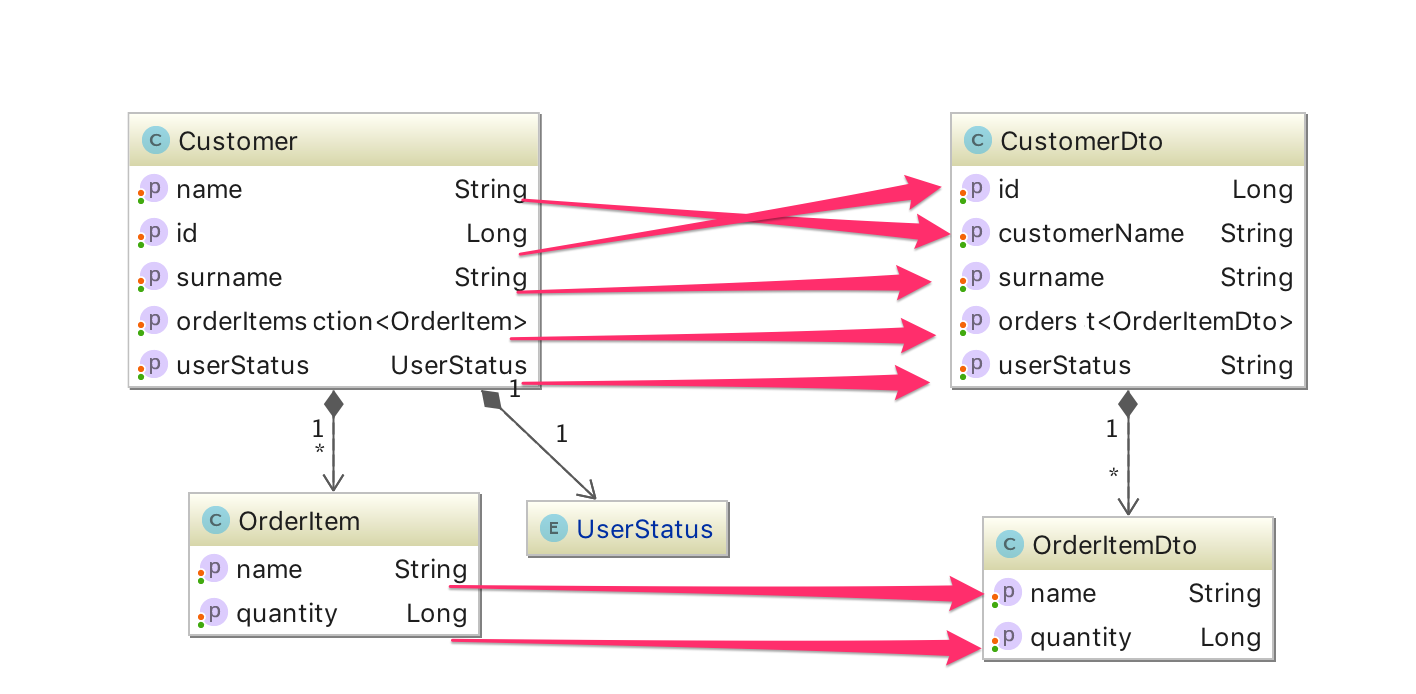 C Customer
p name String
p id Long
p surname String
p orderItems ction<OrderItem>
p userStatus UserStatus
C CustomerDto
p id Long
p customerName String
p surname String
p orders t<OrderItemDto>
p userStatus String
1
1
*
1
1
*
C OrderItem
p name String
p quantity Long
E UserStatus
C OrderItemDto
p name String
p quantity Long